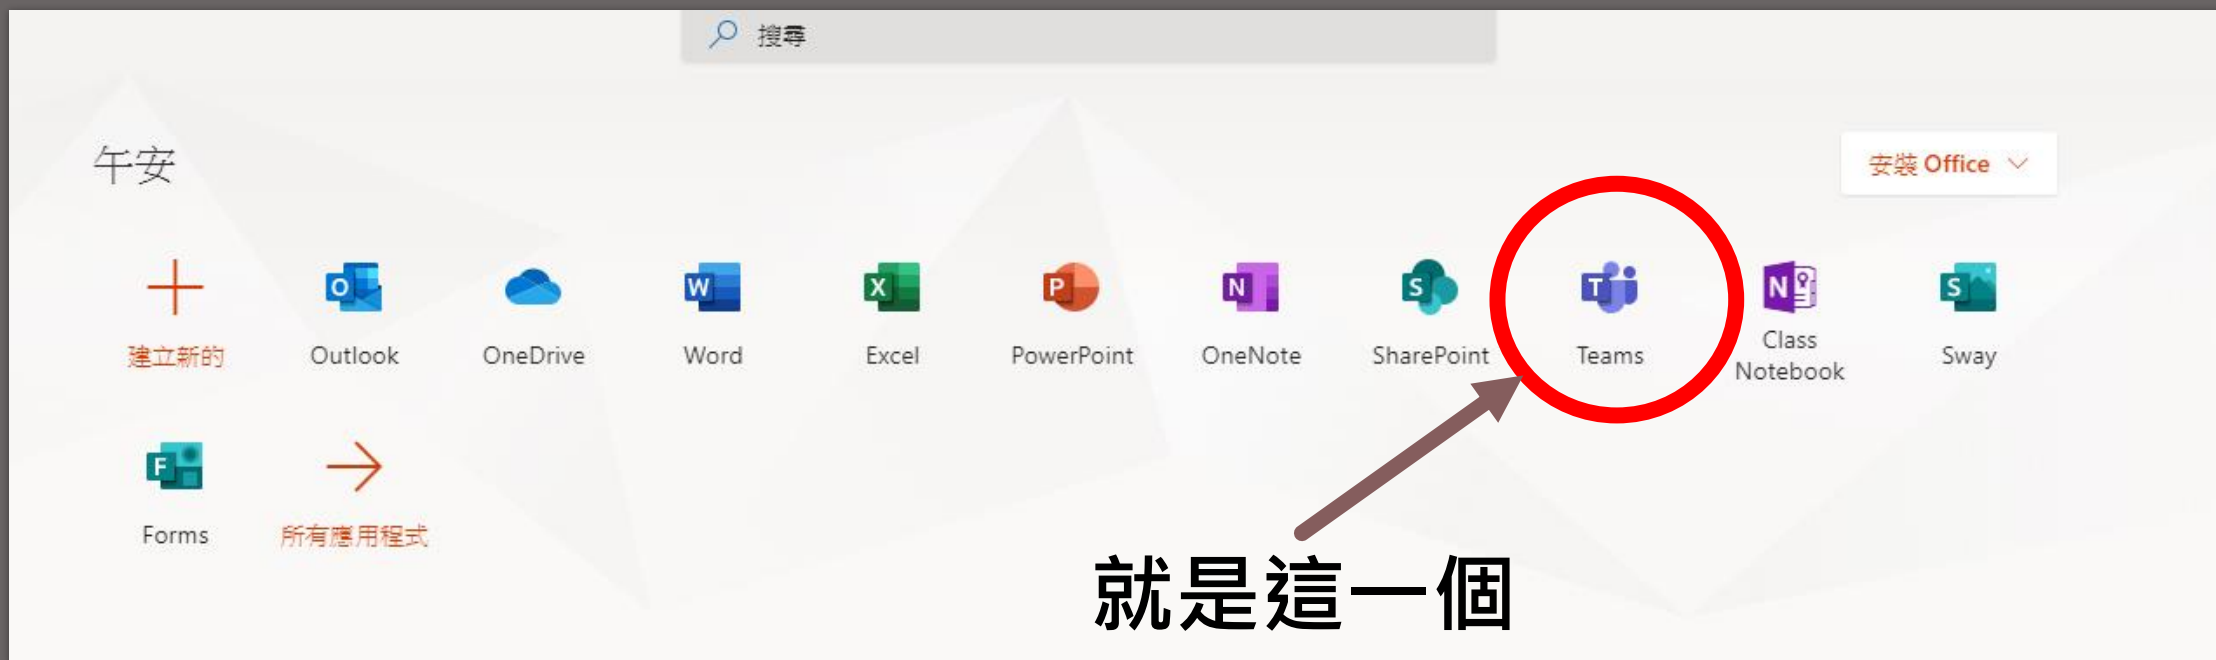 搜尋
午安
安裝 Office
建立新的
Outlook
OneDrive
Word
Excel
PowerPoint
OneNote
SharePoint
Teams
Class
Notebook
Sway
Forms
所有應用程式
就是這一個